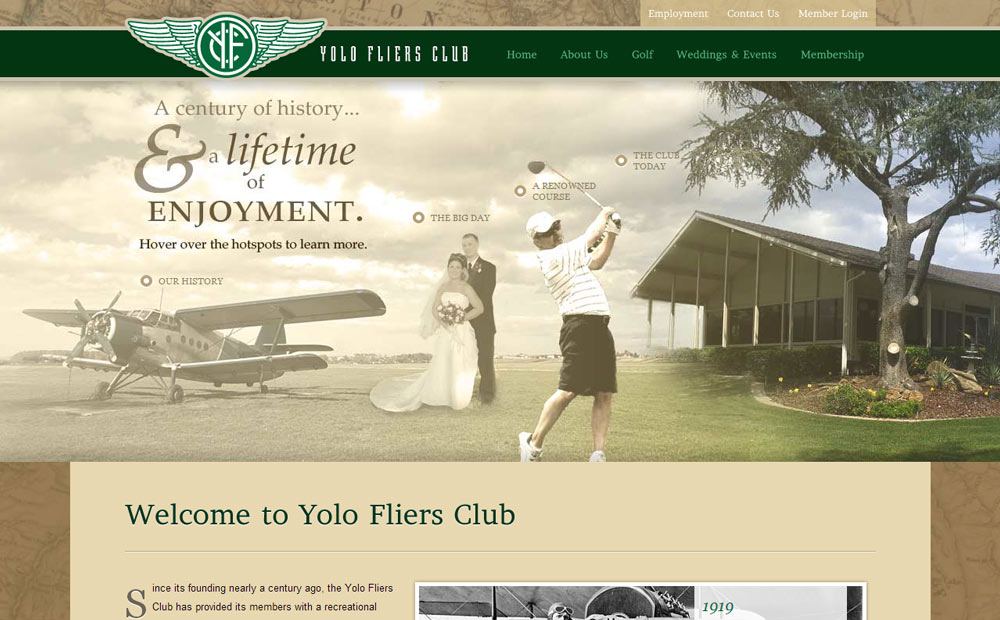 Employment Contact Us Member Login
Y.F.
YOLO FLIERS CLUB
Home About Us Golf Weddings & Events Membership
A century of history...
& a lifetime
of
ENJOYMENT.
Hover over the hotspots to learn more.
THE CLUB
TODAY
A RENOWNED
COURSE
THE BIG DAY
OUR HISTORY
Welcome to Yolo Fliers Club
Since its founding nearly a century ago, the Yolo Fliers
Club has provided its members with a recreational
1919